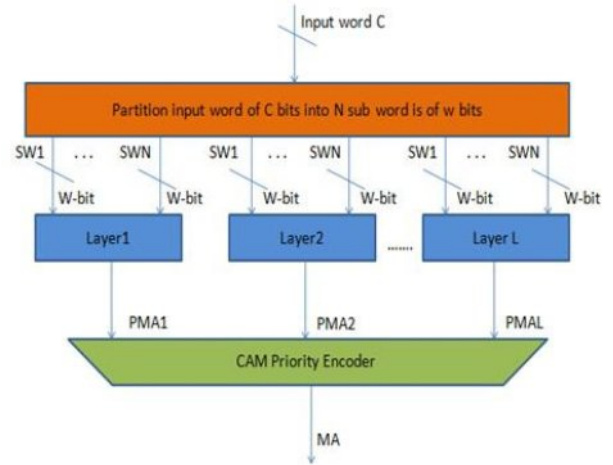 Input word C
Partition input word of C bits into N sub word is of w bits
SW1 ... SWN SW1 ... SWN SW1 ... SWN
W-bit W-bit W-bit W-bit W-bit W-bit
Layer1 Layer2 ....... Layer L
PMA1 PMA2 PMAL
CAM Priority Encoder
MA